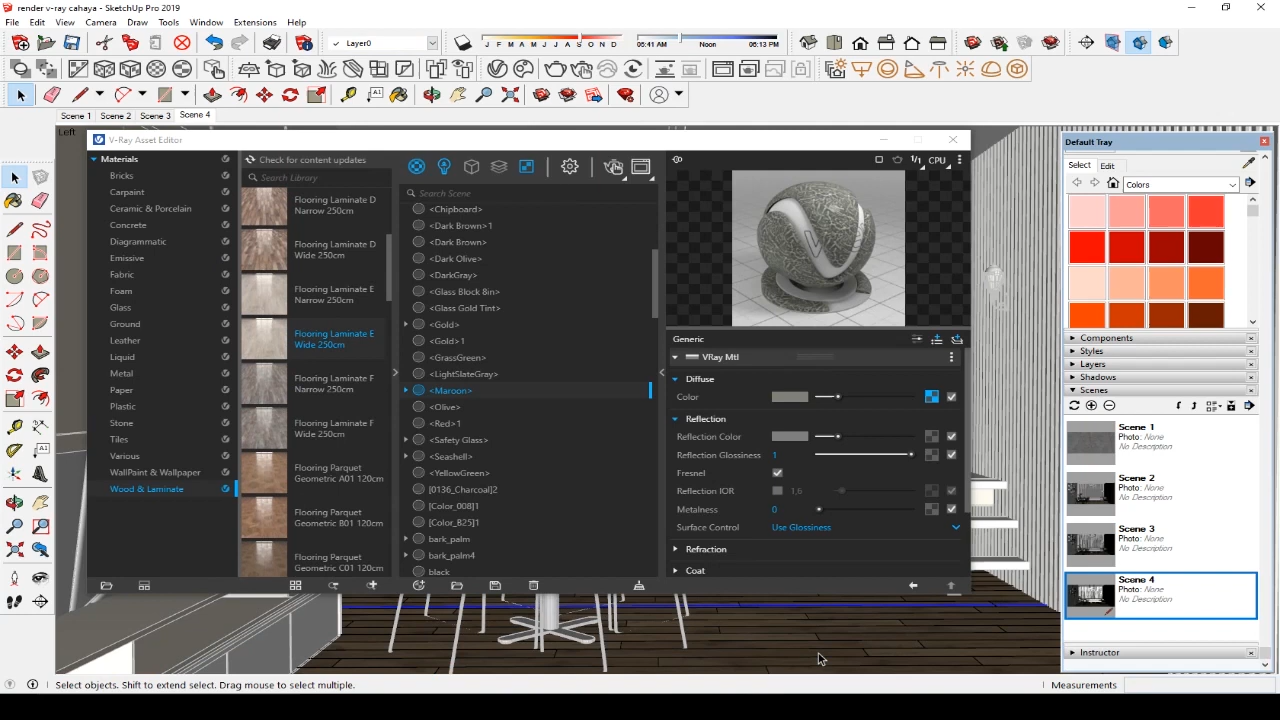 render v-ray cahaya - SketchUp Pro 2019
File Edit View Camera Draw Tools Window Extensions Help
Layer0
J F M A M J J A S O N D
06:41 AM Noon 06:13 PM
Scene 1 Scene 2 Scene 3 Scene 4
Left
V-Ray Asset Editor
Materials
Bricks
Carpaint
Ceramic & Porcelain
Concrete
Diagrammatic
Emissive
Fabric
Foam
Glass
Ground
Leather
Liquid
Metal
Paper
Plastic
Stone
Tiles
Various
WallPaint & Wallpaper
Wood & Laminate
Check for content updates
Search Library
Flooring Laminate D
Narrow 250cm
Flooring Laminate D
Wide 250cm
Flooring Laminate E
Narrow 250cm
Flooring Laminate E
Wide 250cm
Flooring Laminate F
Narrow 250cm
Flooring Laminate F
Wide 250cm
Flooring Parquet
Geometric A01 120cm
Flooring Parquet
Geometric B01 120cm
Flooring Parquet
Geometric C01 120cm
Search Scene
<Chipboard>
<Dark Brown>1
<Dark Brown>
<Dark Olive>
<DarkGray>
<Glass Block 8in>
<Glass Gold Tint>
<Gold>
<Gold>1
<GrassGreen>
<LightSlateGray>
<Maroon>
<Olive>
<Red>1
<Safety Glass>
<Seashell>
<YellowGreen>
[0136_Charcoal]2
[Color_008]1
[Color_B25]1
bark_palm
bark_palm4
black
1/1 CPU
Generic
VRay Mtl
Diffuse
Color
Reflection
Reflection Color
Reflection Glossiness 1
Fresnel
Reflection IOR 1,6
Metalness 0
Surface Control Use Glossiness
Refraction
Coat
Default Tray
Select Edit
Colors
Components
Styles
Layers
Shadows
Scenes
Scene 1
Photo: None
No Description
Scene 2
Photo: None
No Description
Scene 3
Photo: None
No Description
Scene 4
Photo: None
No Description
Instructor
Select objects. Shift to extend select. Drag mouse to select multiple.
Measurements